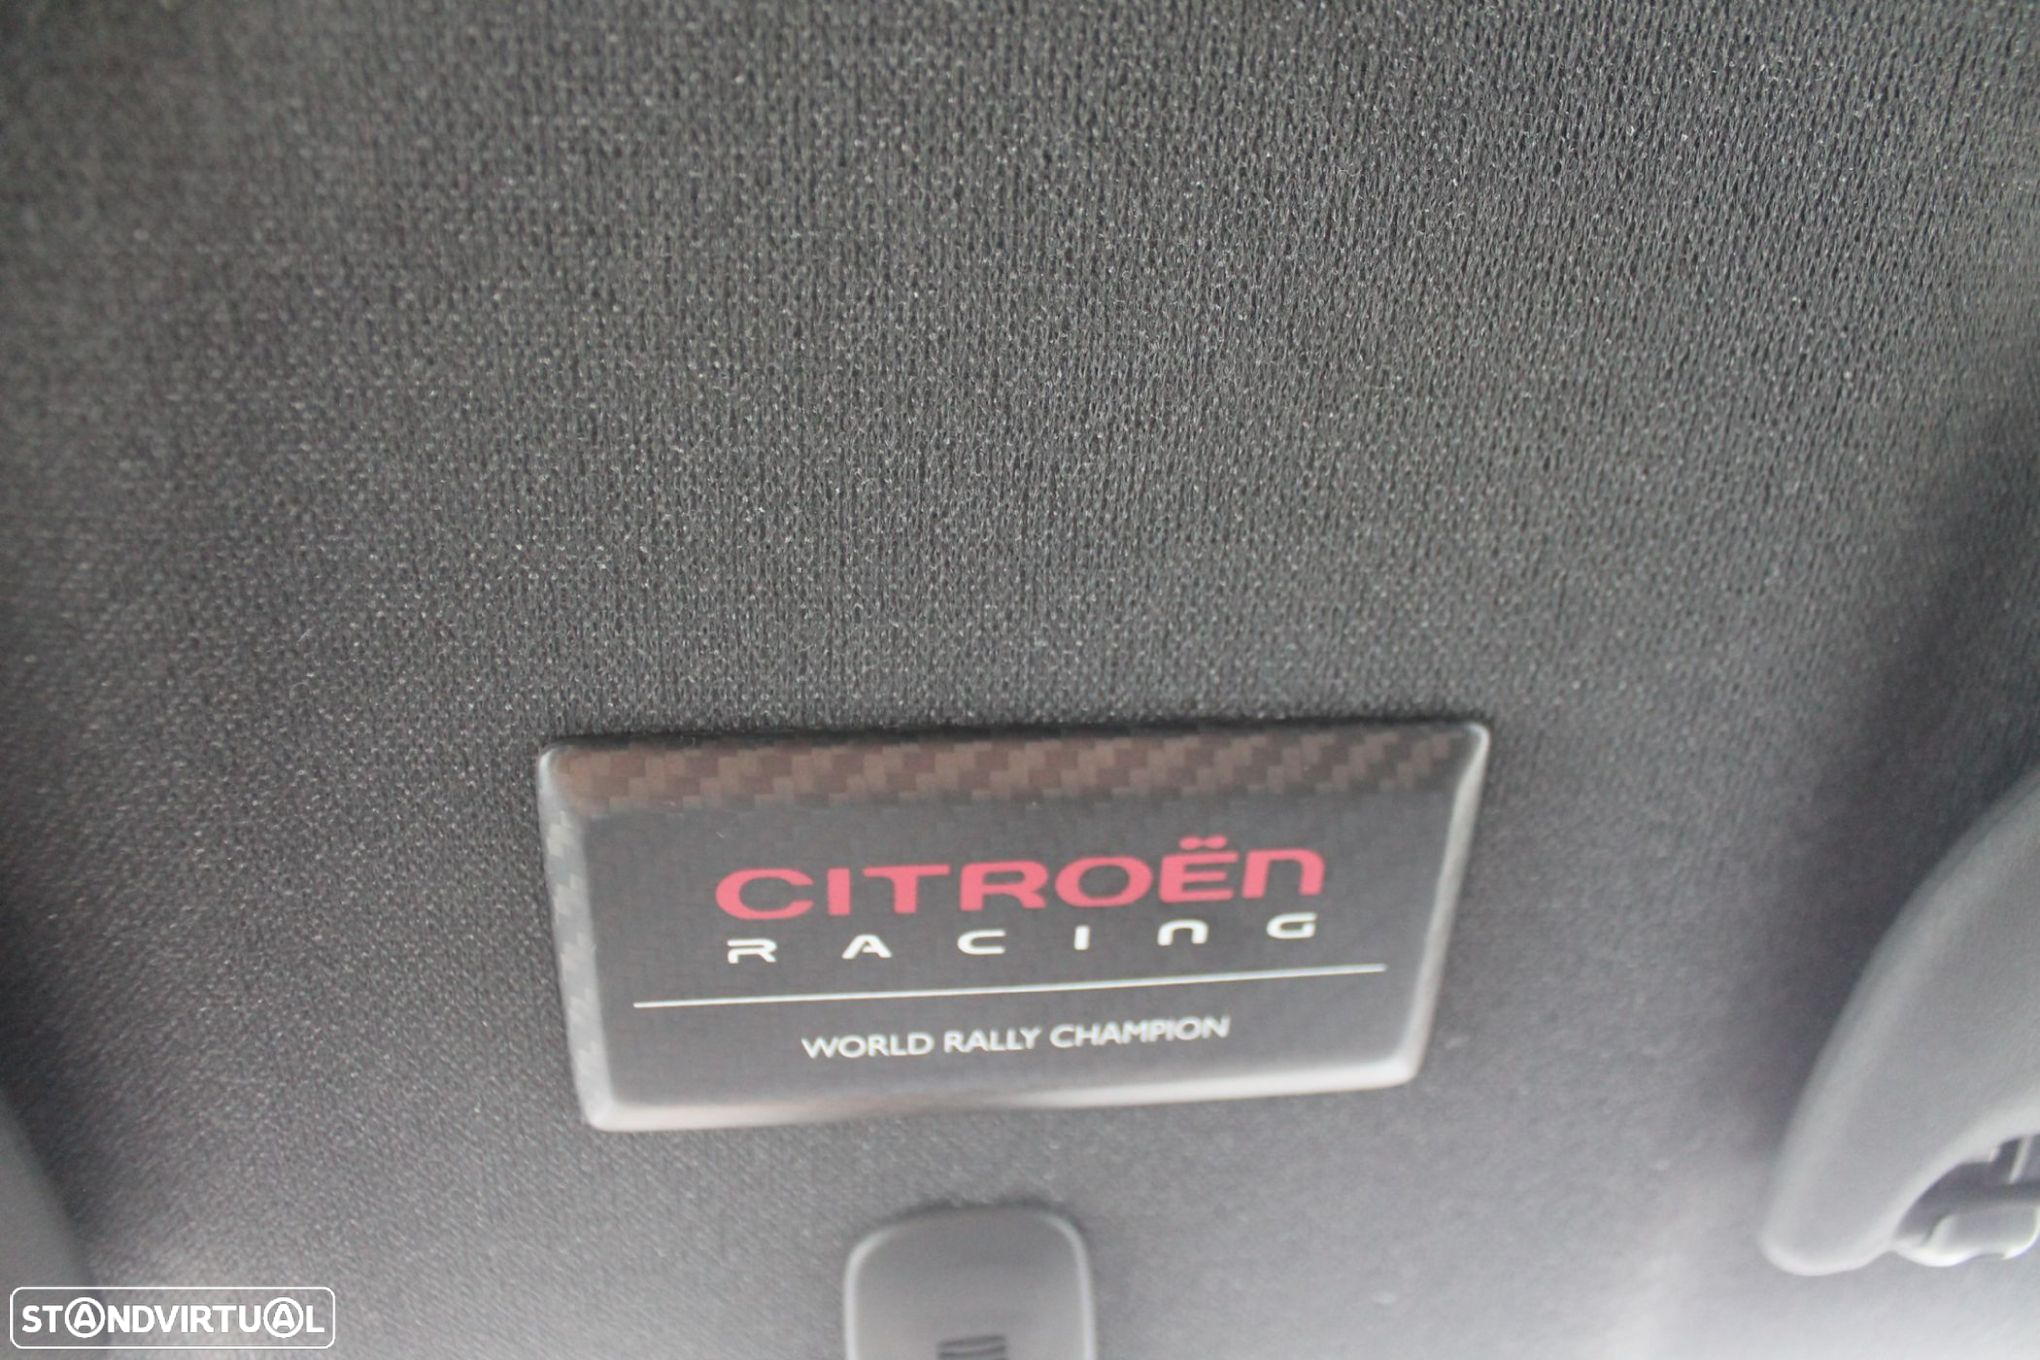 CITROËN
RACING
WORLD RALLY CHAMPION
STANDVIRTUAL